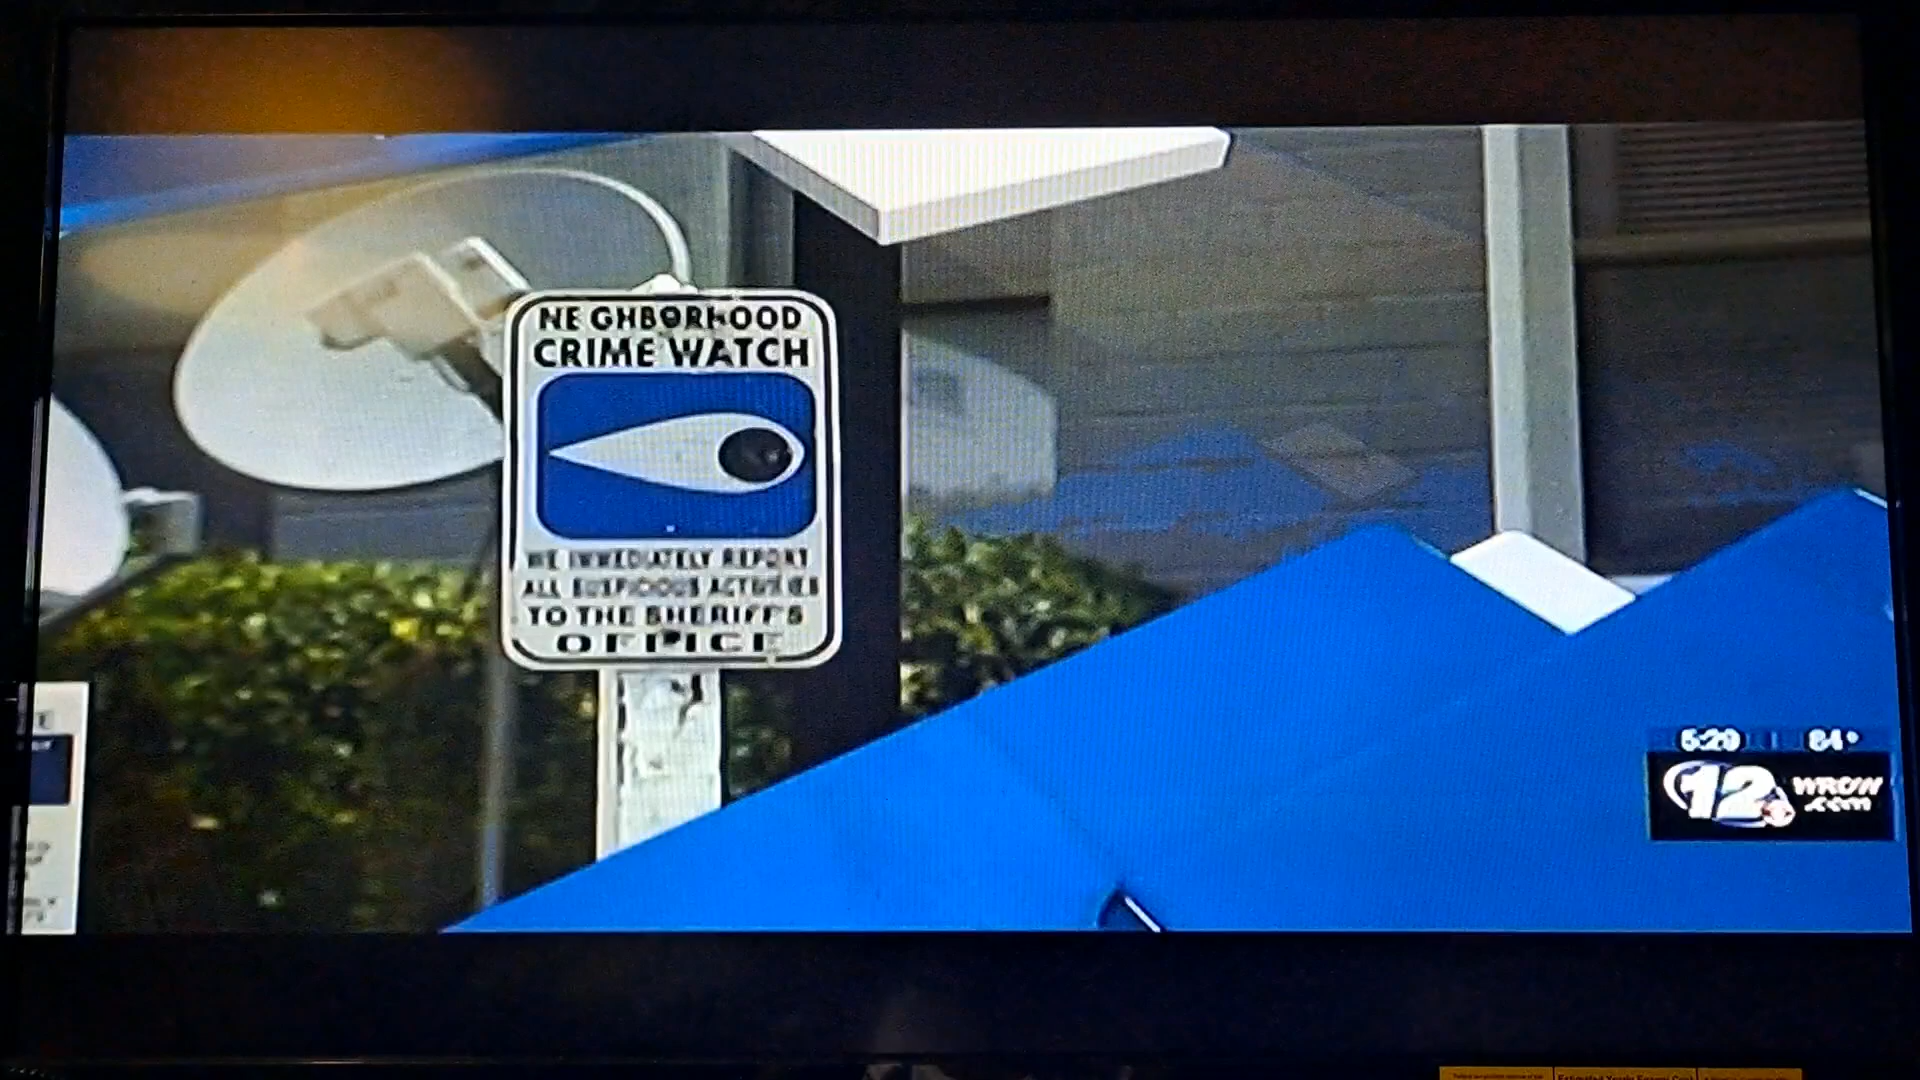 NE GHBORHOOD
CRIME WATCH
WE IMMEDIATELY REPORT
ALL SUSPICIOUS ACTIVITIES
TO THE SHERIFF'S
OFFICE
5:29 84°
12 WRDW
.com